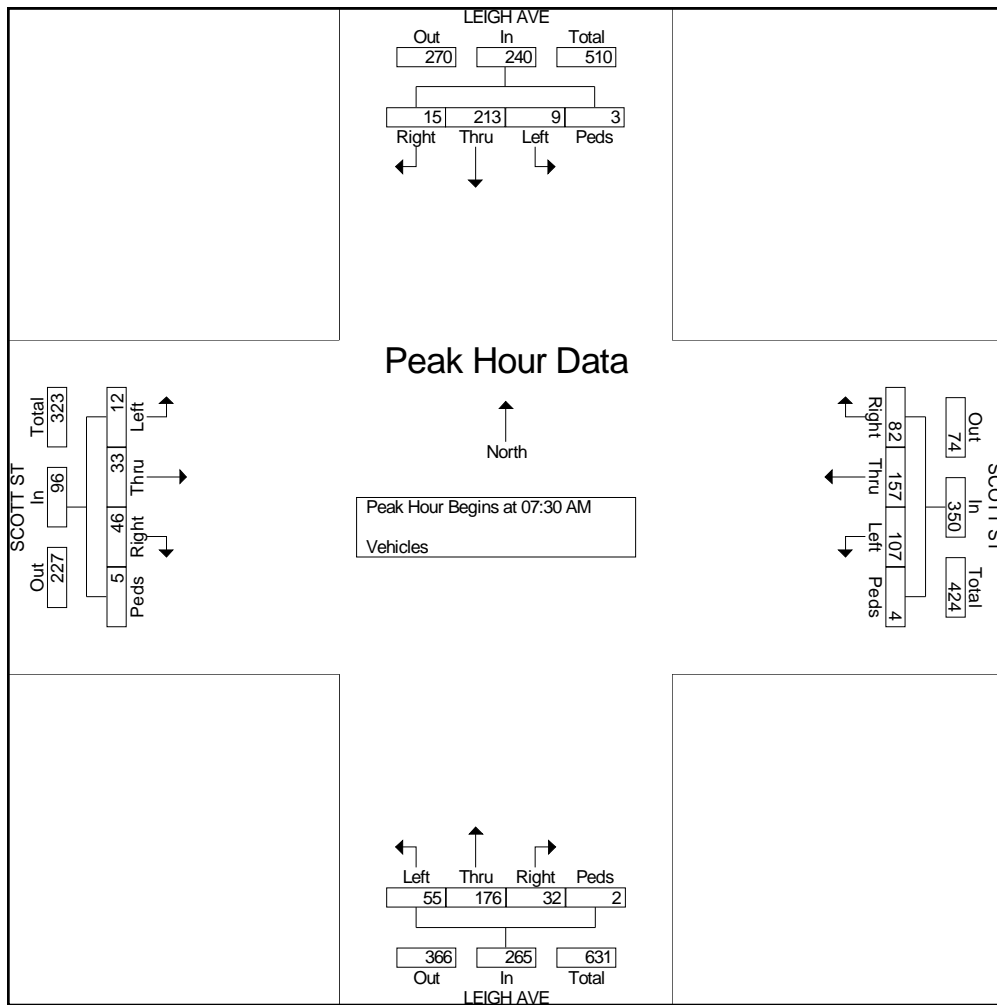 LEIGH AVE
Out In Total
270 240 510
15 213 9 3
Right Thru Left Peds
Peak Hour Data
North
Peak Hour Begins at 07:30 AM
Vehicles
SCOTT ST
Out In Total
227 96 323
5 46 33 12
Peds Right Thru Left
SCOTT ST
Out In Total
74 350 424
82 157 107 4
Right Thru Left Peds
Left Thru Right Peds
55 176 32 2
366 265 631
Out In Total
LEIGH AVE